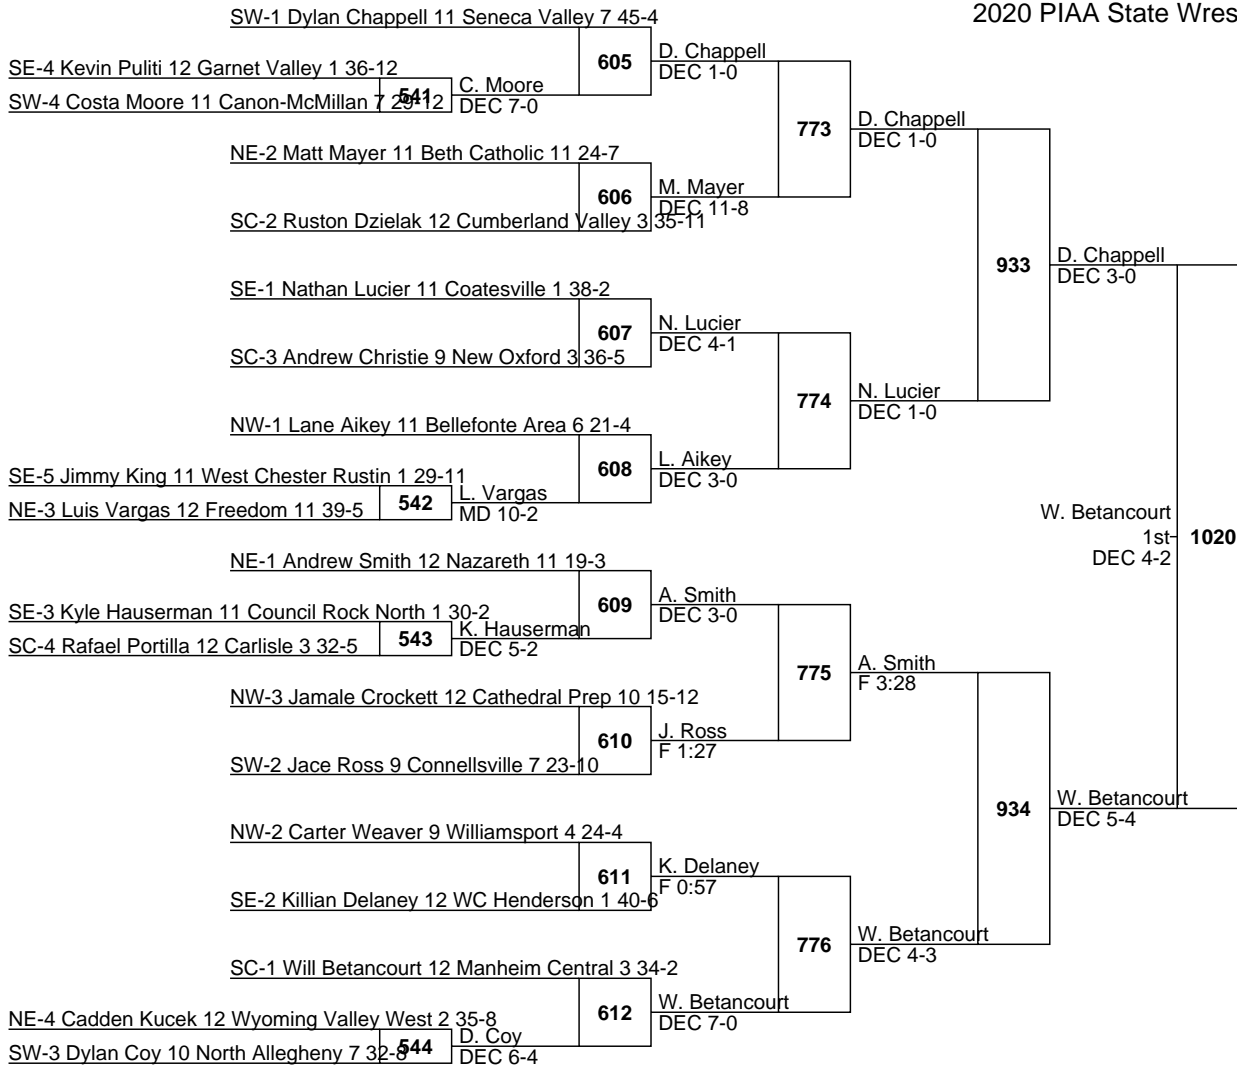 2020 PIAA State Wres
SW-1 Dylan Chappell 11 Seneca Valley 7 45-4
605
D. Chappell
DEC 1-0
SE-4 Kevin Puliti 12 Garnet Valley 1 36-12
541
C. Moore
DEC 7-0
SW-4 Costa Moore 11 Canon-McMillan 7 29-12
773
D. Chappell
DEC 1-0
NE-2 Matt Mayer 11 Beth Catholic 11 24-7
606
M. Mayer
DEC 11-8
SC-2 Ruston Dzielak 12 Cumberland Valley 3 35-11
933
D. Chappell
DEC 3-0
SE-1 Nathan Lucier 11 Coatesville 1 38-2
607
N. Lucier
DEC 4-1
SC-3 Andrew Christie 9 New Oxford 3 36-5
774
N. Lucier
DEC 1-0
NW-1 Lane Aikey 11 Bellefonte Area 6 21-4
608
L. Aikey
DEC 3-0
SE-5 Jimmy King 11 West Chester Rustin 1 29-11
542
L. Vargas
MD 10-2
NE-3 Luis Vargas 12 Freedom 11 39-5
W. Betancourt
1st
1020
DEC 4-2
NE-1 Andrew Smith 12 Nazareth 11 19-3
609
A. Smith
DEC 3-0
SE-3 Kyle Hauserman 11 Council Rock North 1 30-2
543
K. Hauserman
DEC 5-2
SC-4 Rafael Portilla 12 Carlisle 3 32-5
775
A. Smith
F 3:28
NW-3 Jamale Crockett 12 Cathedral Prep 10 15-12
610
J. Ross
F 1:27
SW-2 Jace Ross 9 Connellsville 7 23-10
934
W. Betancourt
DEC 5-4
NW-2 Carter Weaver 9 Williamsport 4 24-4
611
K. Delaney
F 0:57
SE-2 Killian Delaney 12 WC Henderson 1 40-6
776
W. Betancourt
DEC 4-3
SC-1 Will Betancourt 12 Manheim Central 3 34-2
612
W. Betancourt
DEC 7-0
NE-4 Cadden Kucek 12 Wyoming Valley West 2 35-8
544
D. Coy
DEC 6-4
SW-3 Dylan Coy 10 North Allegheny 7 32-8